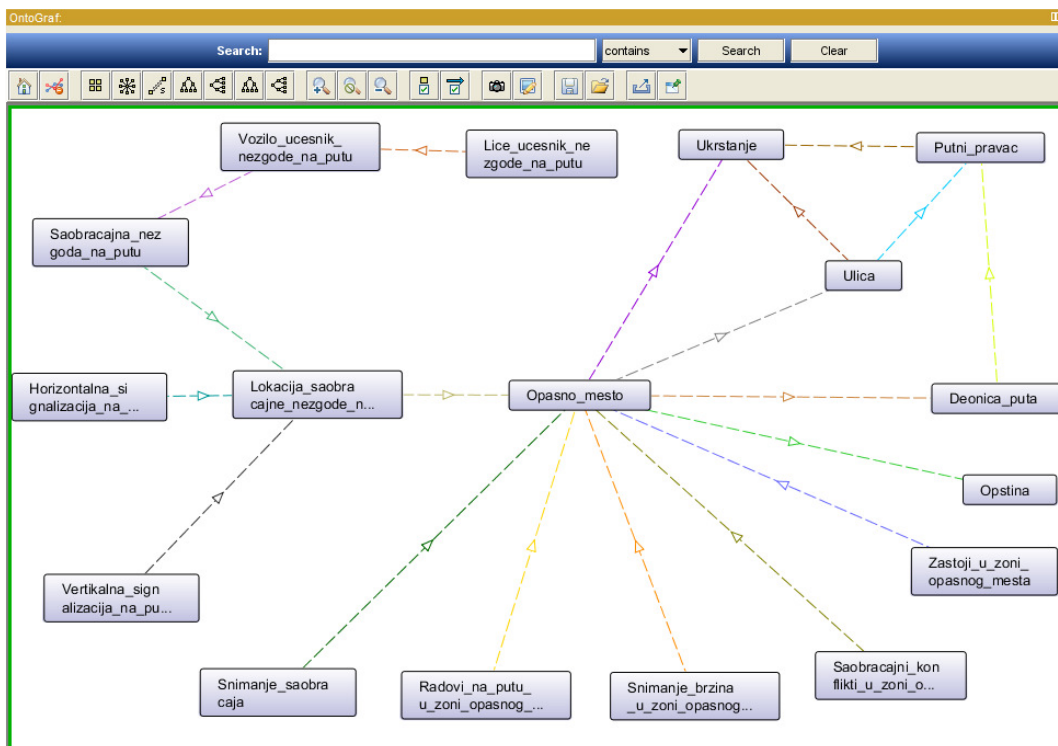 OntoGraf:
Search: contains Search Clear
Vozilo_ucesnik_
nezgode_na_putu
Lice_ucesnik_ne
zgode_na_putu
Ukrstanje
Putni_pravac
Saobracajna_nez
goda_na_putu
Ulica
Horizontalna_si
gnalizacija_na_...
Lokacija_saobra
cajne_nezgode_n...
Opasno_mesto
Deonica_puta
Opstina
Zastoji_u_zoni_
opasnog_mesta
Vertikalna_sign
alizacija_na_pu...
Snimanje_saobra
caja
Radovi_na_putu_
u_zoni_opasnog_...
Snimanje_brzina
_u_zoni_opasnog...
Saobracajni_kon
flikti_u_zoni_o...